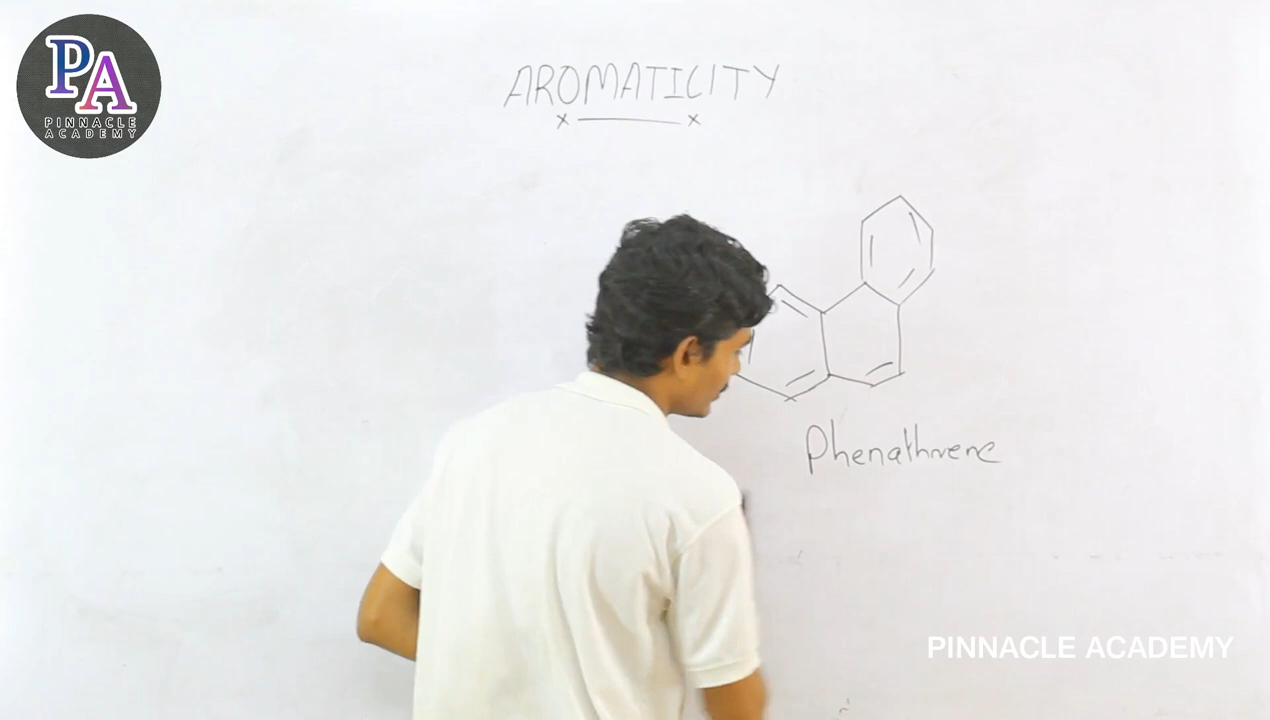 PA
PINNACLE
ACADEMY
AROMATICITY
x x
Phenathrene
PINNACLE ACADEMY